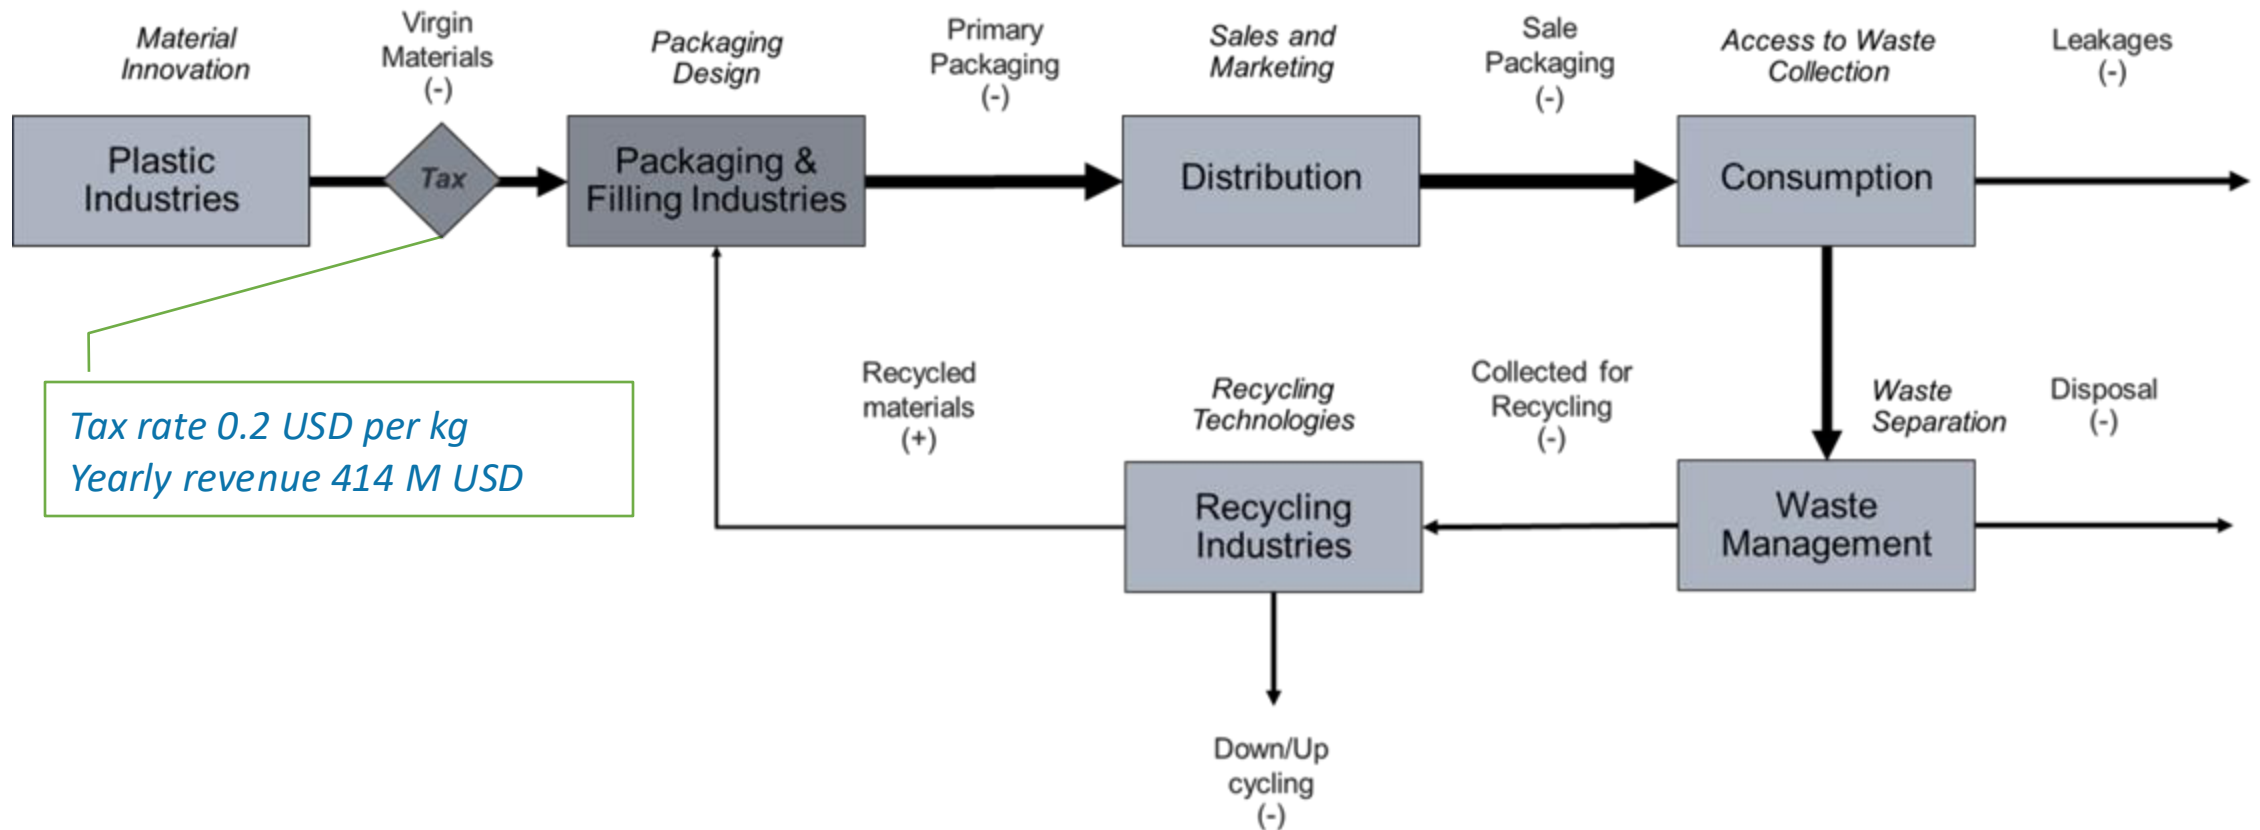 Material
Innovation
Virgin
Materials
(-)
Packaging
Design
Primary
Packaging
(-)
Sales and
Marketing
Sale
Packaging
(-)
Access to Waste
Collection
Leakages
(-)
Plastic
Industries
Tax
Packaging &
Filling Industries
Distribution
Consumption
Tax rate 0.2 USD per kg
Yearly revenue 414 M USD
Recycled
materials
(+)
Recycling
Technologies
Collected for
Recycling
(-)
Waste
Separation
Disposal
(-)
Recycling
Industries
Waste
Management
Down/Up
cycling
(-)